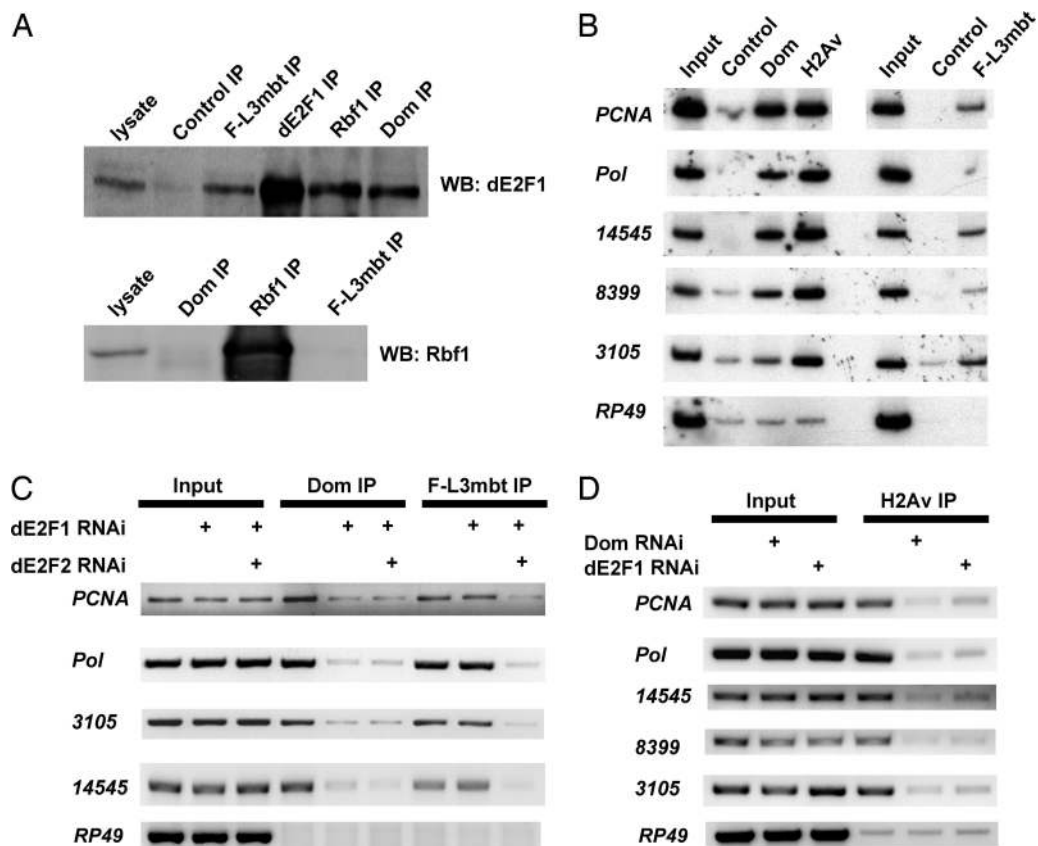 A
lysate
Control IP
F-L3mbt IP
dE2F1 IP
Rbf1 IP
Dom IP
WB: dE2F1
lysate
Dom IP
Rbf1 IP
F-L3mbt IP
WB: Rbf1
B
Input
Control
Dom
H2Av
Input
Control
F-L3mbt
PCNA
Pol
14545
8399
3105
RP49
C
Input Dom IP F-L3mbt IP
dE2F1 RNAi + + + + + +
dE2F2 RNAi + + +
PCNA
Pol
3105
14545
RP49
D
Input H2Av IP
Dom RNAi + +
dE2F1 RNAi + +
PCNA
Pol
14545
8399
3105
RP49